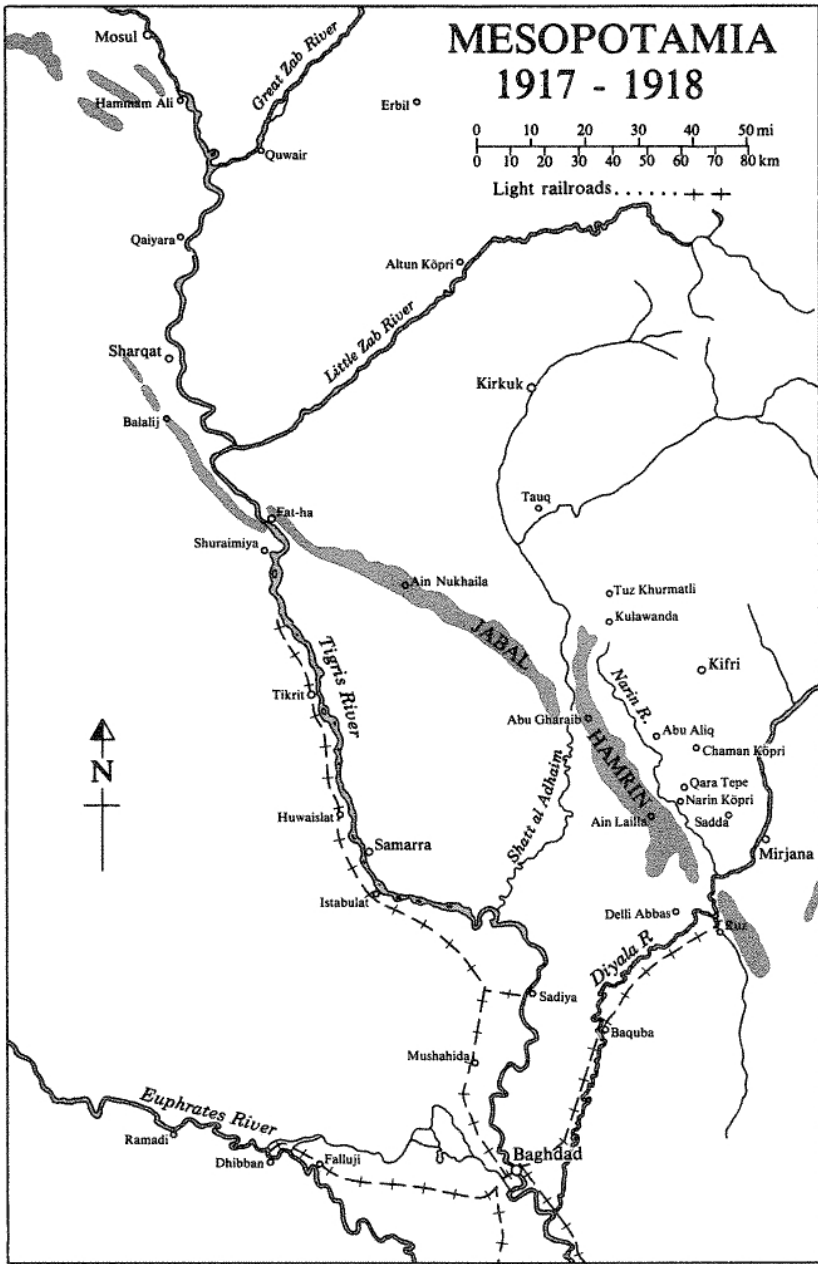 MESOPOTAMIA
1917 - 1918
0 10 20 30 40 50 mi
0 10 20 30 40 50 60 70 80 km
Light railroads
Mosul
Great Zab River
Hammam Ali
Erbil
Quwair
Qaiyara
Altun Köpri
Little Zab River
Sharqat
Kirkuk
Balalij
Tauq
Fat-ha
Shuraimiya
Ain Nukhaila
Tuz Khurmatli
Kulawanda
JABAL
Tigris River
Narin R.
Kifri
Tikrit
Abu Gharaib
Abu Aliq
Chaman Köpri
N
HAMRIN
Shatt al Adhaim
Qara Tepe
Narin Köpri
Huwaislat
Ain Lailla
Sadda
Samarra
Mirjana
Istabulat
Delli Abbas
Ruz
Diyala R
Sadiya
Baquba
Mushahida
Euphrates River
Ramadi
Dhibban
Falluji
Baghdad